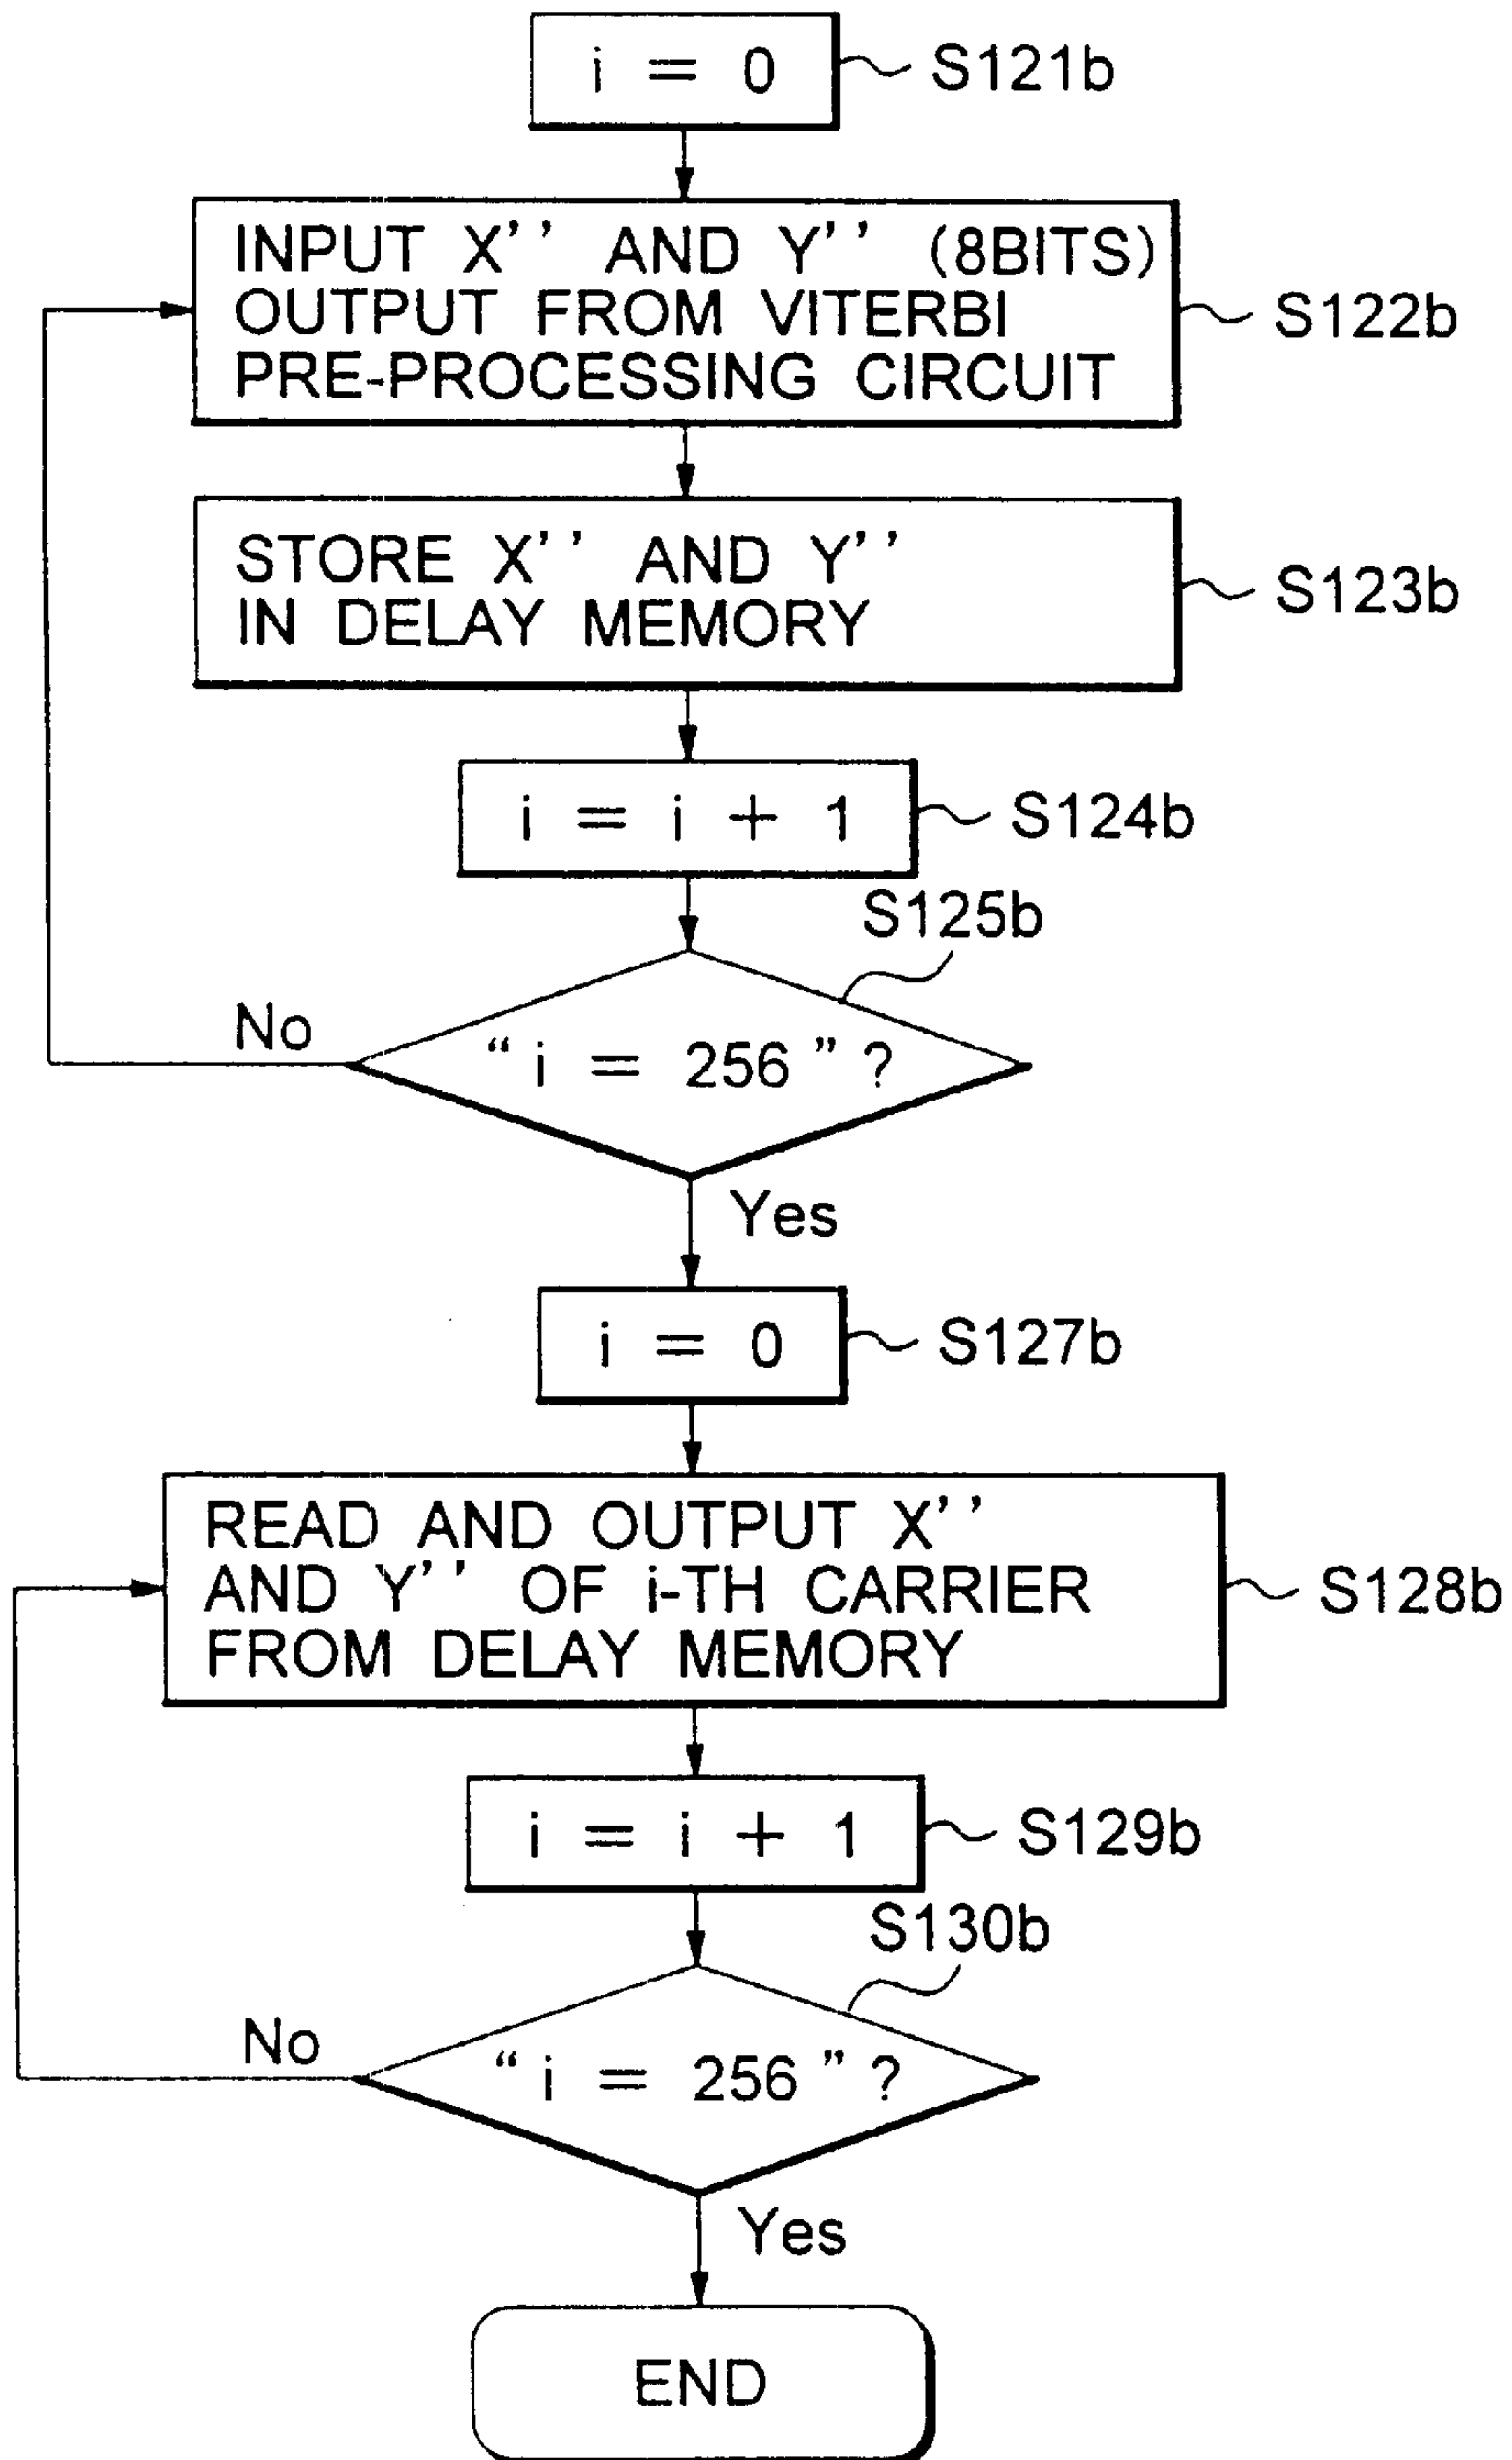 i = 0
S121b
INPUT X’’ AND Y’’ (8BITS)
OUTPUT FROM VITERBI
PRE-PROCESSING CIRCUIT
S122b
STORE X’’ AND Y’’
IN DELAY MEMORY
S123b
i = i + 1
S124b
S125b
No
“ i = 256 ” ?
Yes
i = 0
S127b
READ AND OUTPUT X’’
AND Y’’ OF i-TH CARRIER
FROM DELAY MEMORY
S128b
i = i + 1
S129b
S130b
No
“ i = 256 ” ?
Yes
END